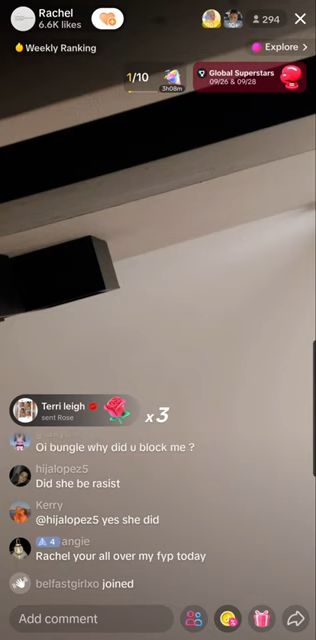 Rachel
6.6K likes
294
Weekly Ranking
Explore >
1/10
3h08m
Global Superstars
09/26 & 09/28
Terri leigh
sent Rose
x3
Oi bungle why did u block me ?
hijalopez5
Did she be rasist
Kerry
@hijalopez5 yes she did
4 angie
Rachel your all over my fyp today
belfastgirlxo joined
Add comment